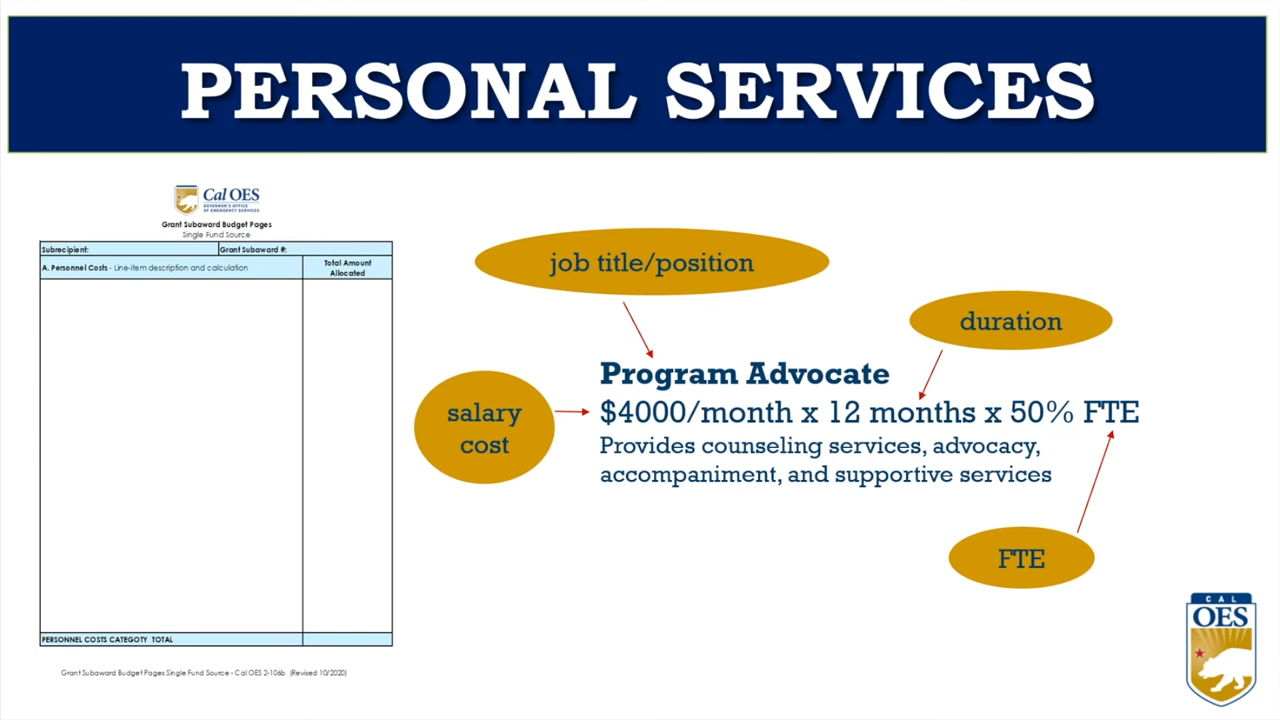 PERSONAL SERVICES
Cal OES
GOVERNOR'S OFFICE
OF EMERGENCY SERVICES
Grant Subaward Budget Pages
Single Fund Source
Subrecipient:
Grant Subaward #:
A. Personnel Costs - Line-item description and calculation
Total Amount
Allocated
PERSONNEL COSTS CATEGOTY TOTAL
Grant Subaward Budget Pages Single Fund Source - Cal OES 2-106b (Revised 10/2020)
job title/position
duration
salary
cost
Program Advocate
$4000/month x 12 months x 50% FTE
Provides counseling services, advocacy,
accompaniment, and supportive services
FTE
CAL
OES